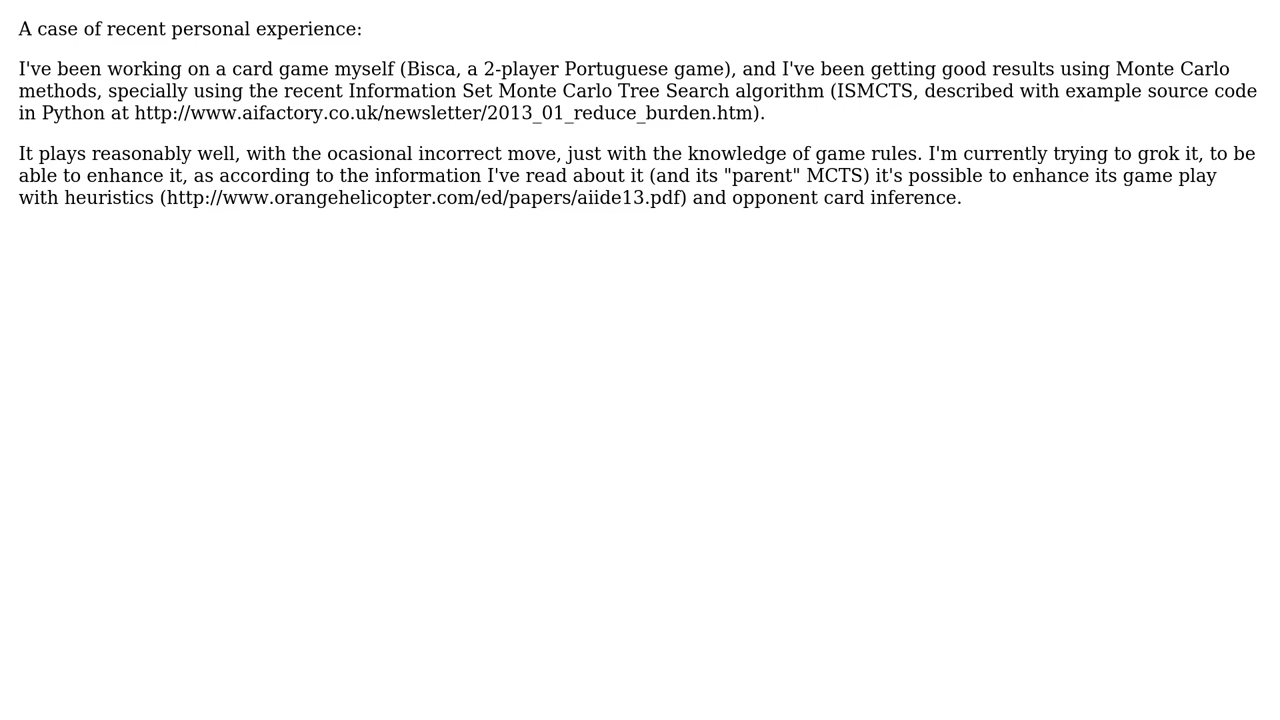 A case of recent personal experience:
I've been working on a card game myself (Bisca, a 2-player Portuguese game), and I've been getting good results using Monte Carlo
methods, specially using the recent Information Set Monte Carlo Tree Search algorithm (ISMCTS, described with example source code
in Python at http://www.aifactory.co.uk/newsletter/2013_01_reduce_burden.htm).
It plays reasonably well, with the ocasional incorrect move, just with the knowledge of game rules. I'm currently trying to grok it, to be
able to enhance it, as according to the information I've read about it (and its "parent" MCTS) it's possible to enhance its game play
with heuristics (http://www.orangehelicopter.com/ed/papers/aiide13.pdf) and opponent card inference.